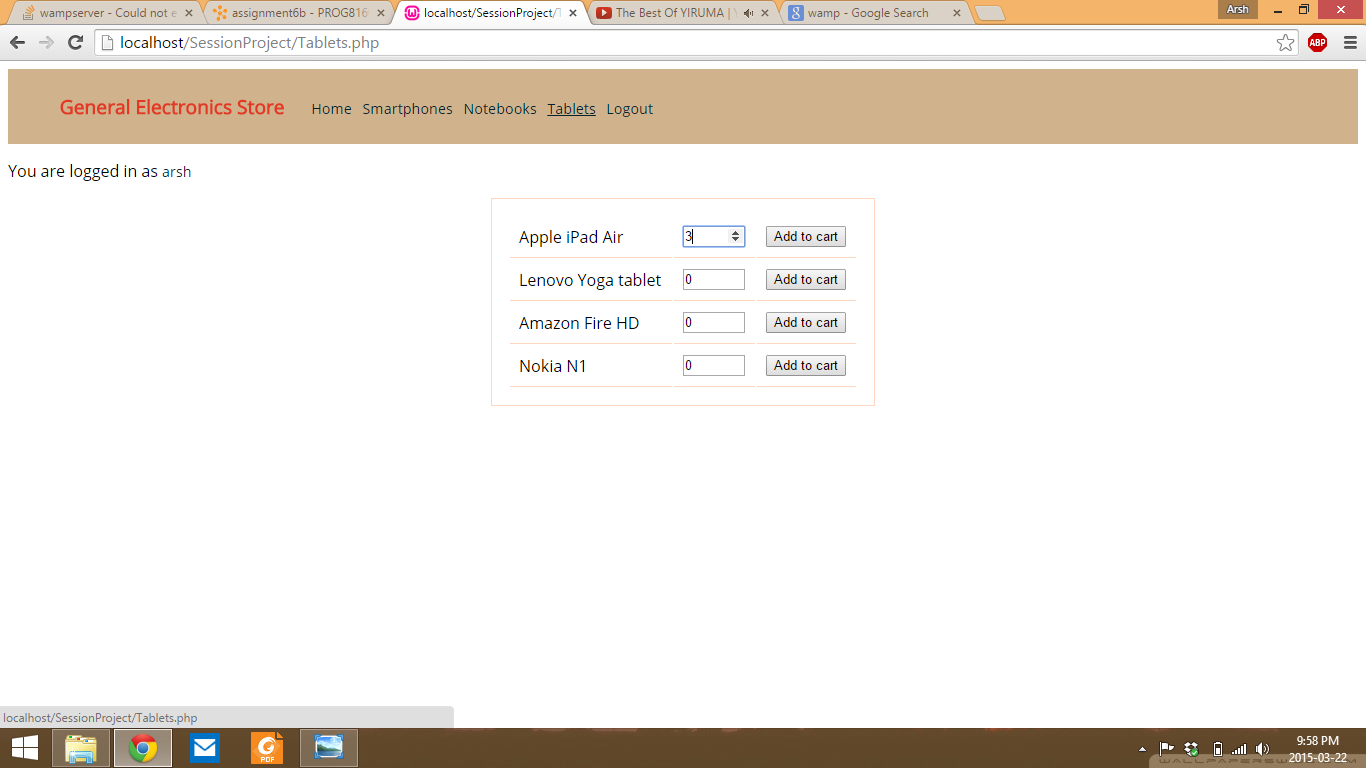 wampserver - Could not e
assignment6b - PROG816
localhost/SessionProject/T
The Best Of YIRUMA | Y
wamp - Google Search
Arsh
localhost/SessionProject/Tablets.php
ABP
General Electronics Store Home Smartphones Notebooks Tablets Logout
You are logged in as arsh
Apple iPad Air 3 Add to cart
Lenovo Yoga tablet 0 Add to cart
Amazon Fire HD 0 Add to cart
Nokia N1 0 Add to cart
localhost/SessionProject/Tablets.php
PDF
9:58 PM
2015-03-22